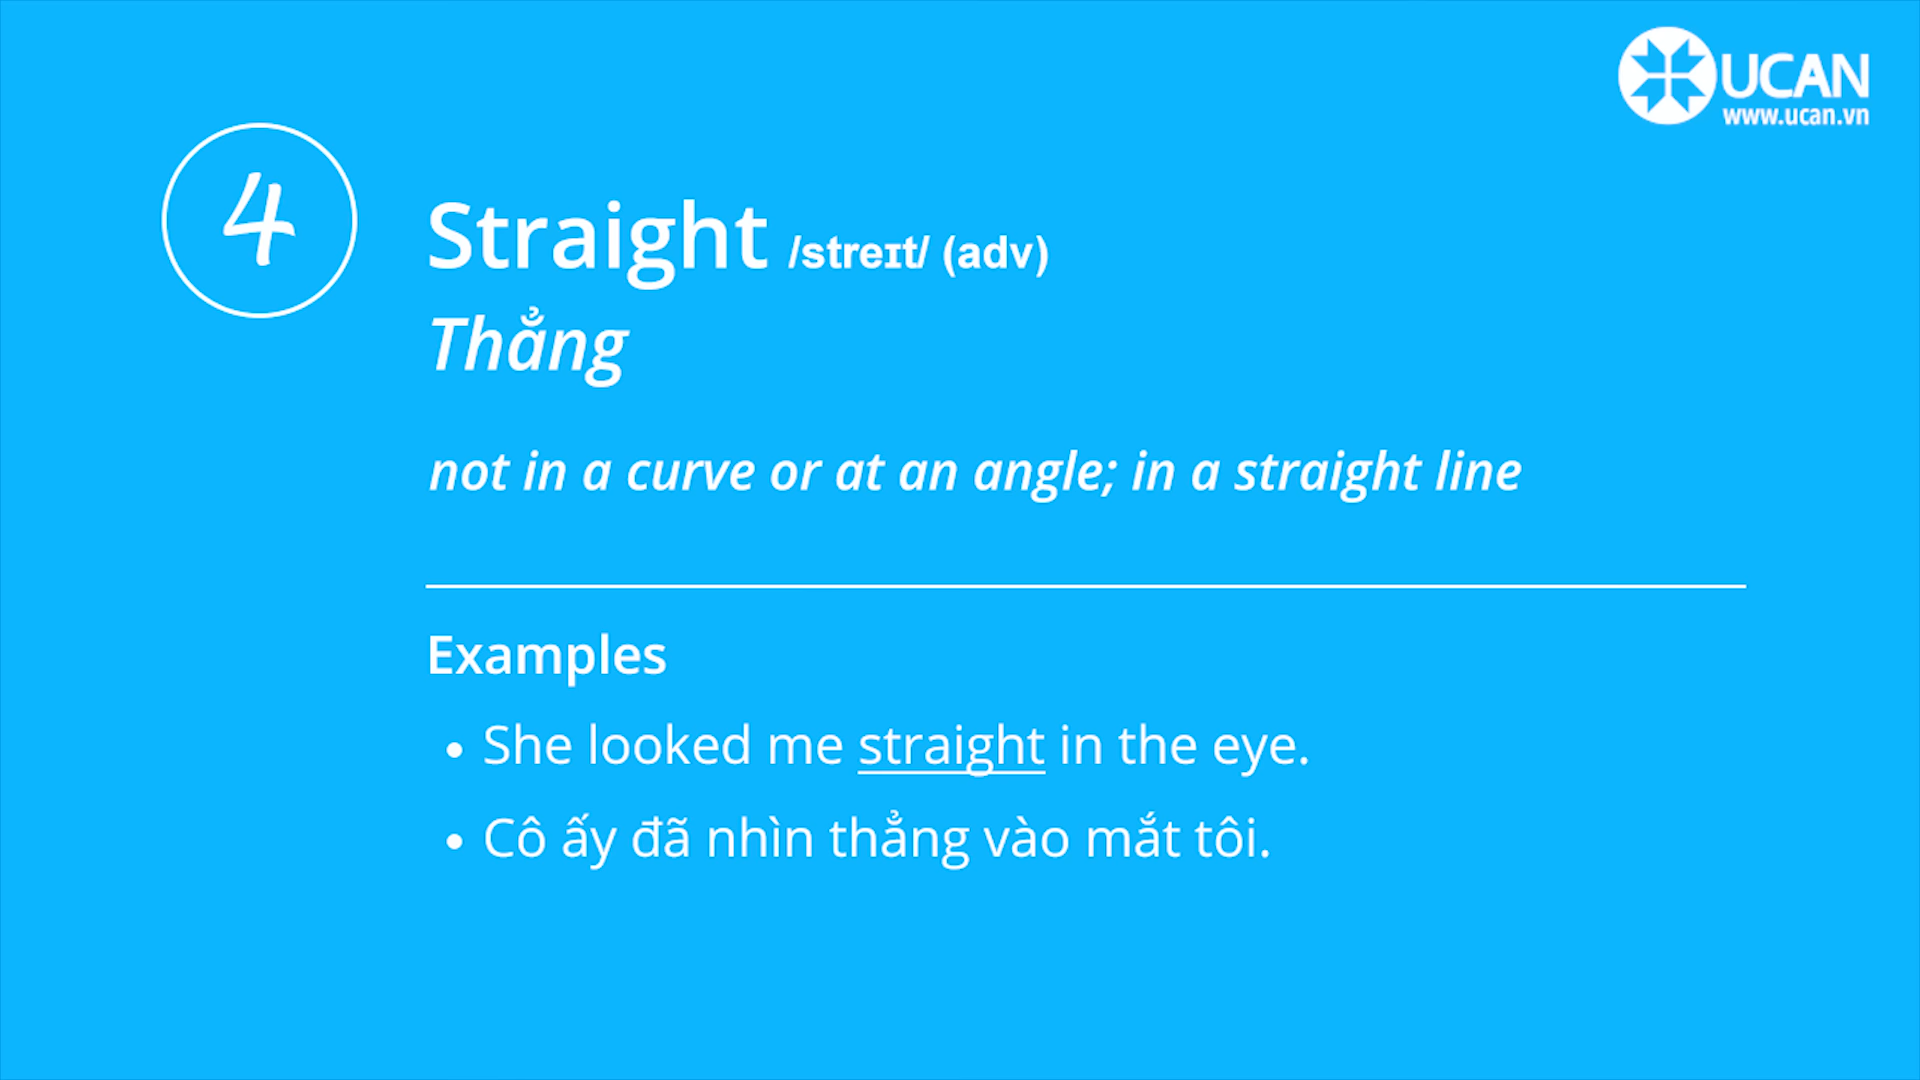 UCAN
www.ucan.vn
4
Straight /streɪt/ (adv)
Thẳng
not in a curve or at an angle; in a straight line
Examples
• She looked me straight in the eye.
• Cô ấy đã nhìn thẳng vào mắt tôi.